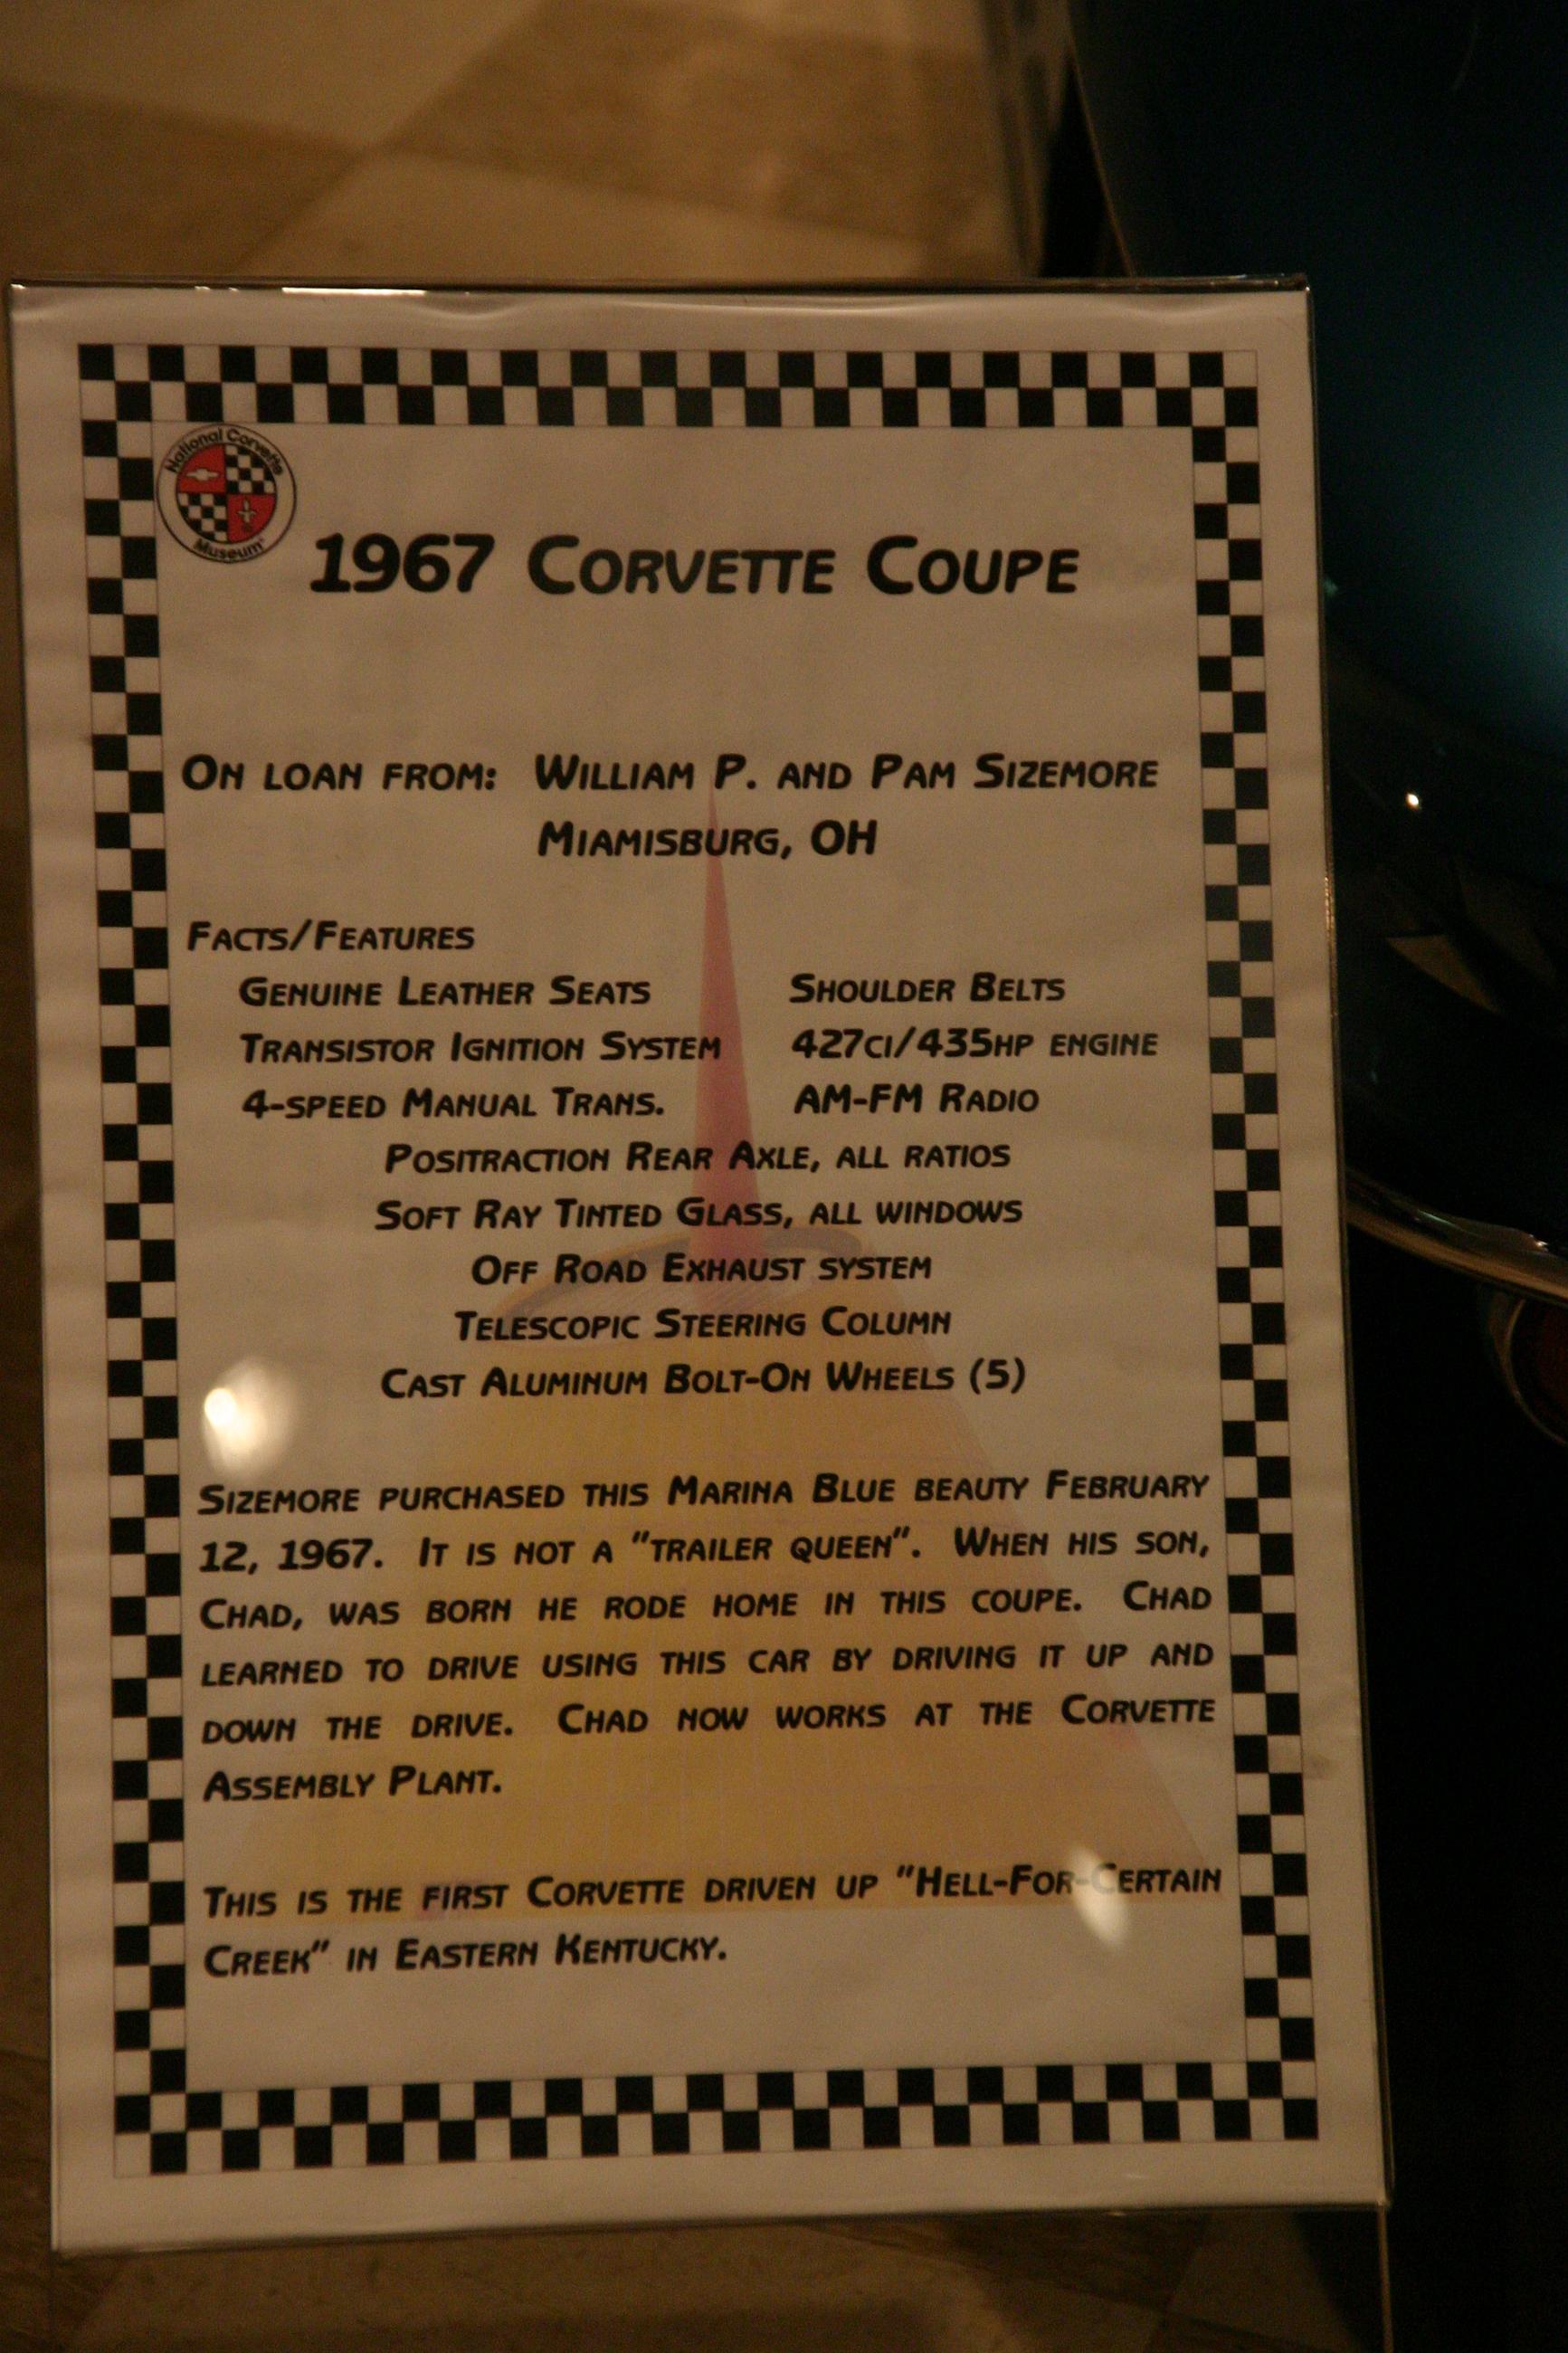 National Corvette
Museum
1967 CORVETTE COUPE
ON LOAN FROM: WILLIAM P. AND PAM SIZEMORE
MIAMISBURG, OH
FACTS/FEATURES
GENUINE LEATHER SEATS SHOULDER BELTS
TRANSISTOR IGNITION SYSTEM 427CI/435HP ENGINE
4-SPEED MANUAL TRANS. AM-FM RADIO
POSITRACTION REAR AXLE, ALL RATIOS
SOFT RAY TINTED GLASS, ALL WINDOWS
OFF ROAD EXHAUST SYSTEM
TELESCOPIC STEERING COLUMN
CAST ALUMINUM BOLT-ON WHEELS (5)
SIZEMORE PURCHASED THIS MARINA BLUE BEAUTY FEBRUARY
12, 1967. IT IS NOT A "TRAILER QUEEN". WHEN HIS SON,
CHAD, WAS BORN HE RODE HOME IN THIS COUPE. CHAD
LEARNED TO DRIVE USING THIS CAR BY DRIVING IT UP AND
DOWN THE DRIVE. CHAD NOW WORKS AT THE CORVETTE
ASSEMBLY PLANT.
THIS IS THE FIRST CORVETTE DRIVEN UP "HELL-FOR-CERTAIN
CREEK" IN EASTERN KENTUCKY.